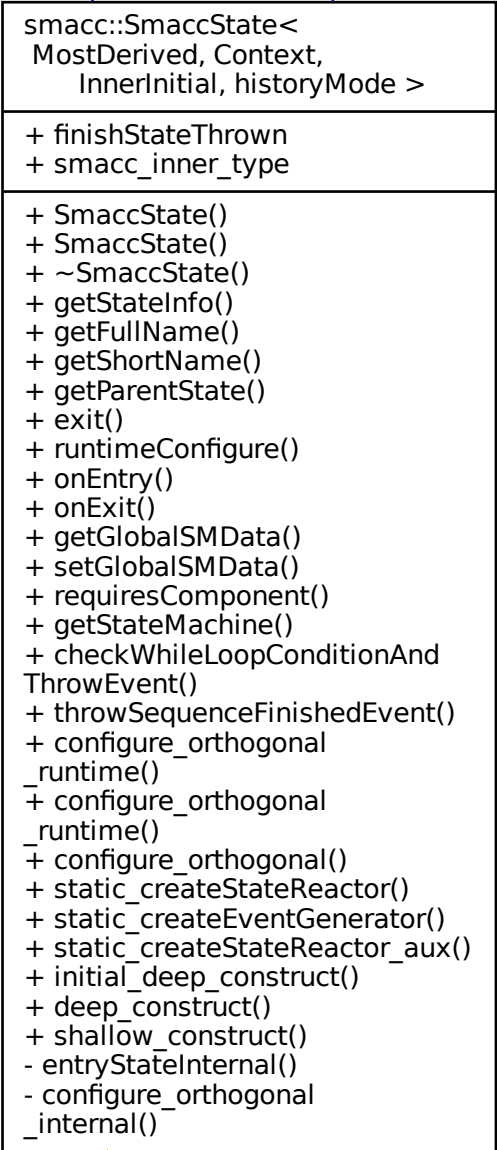 smacc::SmaccState<
MostDerived, Context,
InnerInitial, historyMode >
+ finishStateThrown
+ smacc_inner_type
+ SmaccState()
+ SmaccState()
+ ~SmaccState()
+ getStateInfo()
+ getFullName()
+ getShortName()
+ getParentState()
+ exit()
+ runtimeConfigure()
+ onEntry()
+ onExit()
+ getGlobalSMData()
+ setGlobalSMData()
+ requiresComponent()
+ getStateMachine()
+ checkWhileLoopConditionAnd
ThrowEvent()
+ throwSequenceFinishedEvent()
+ configure_orthogonal
_runtime()
+ configure_orthogonal
_runtime()
+ configure_orthogonal()
+ static_createStateReactor()
+ static_createEventGenerator()
+ static_createStateReactor_aux()
+ initial_deep_construct()
+ deep_construct()
+ shallow_construct()
- entryStateInternal()
- configure_orthogonal
_internal()